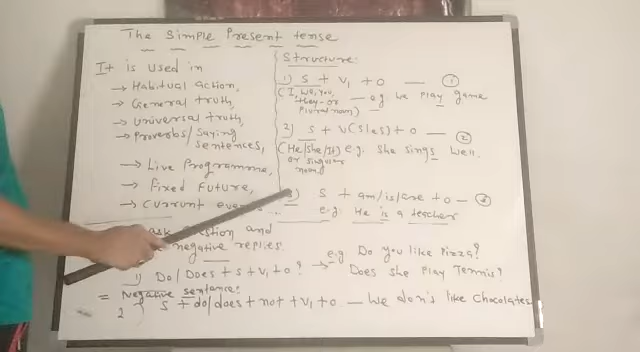 The Simple Present tense
It is used in
→ Habitual action,
→ General truth,
→ Universal truth,
→ Proverbs/Saying
sentences,
→ Live Programme,
→ Fixed Future,
→ Current
Structure:
1) S + V1 + O — ①
(I, We, You,
They - or
Plural noun) — eg We Play game
2) S + V(s/es) + O — ②
(He/She/It) e.g. She sings well.
or singular
noun
S + am/is/are + O — ③
e.g. He is a teacher
ask question and
negative replies.
1) Do/Does + S + V1 + O ? → e.g Do you like Pizza?
Does she Play Tennis?
= Negative sentence:
2) S + do/does + not + V1 + O — We don't like Chocolates